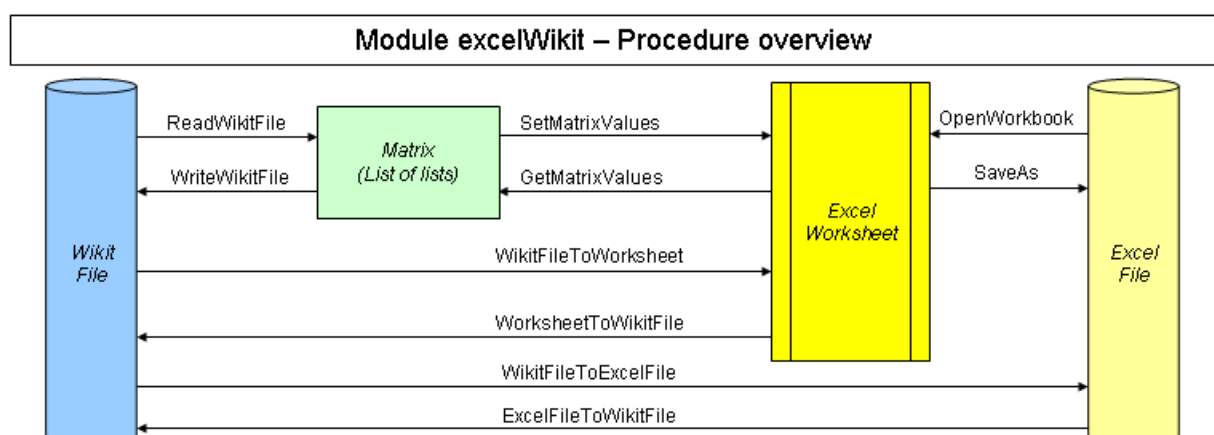 Module excelWikit – Procedure overview
ReadWikitFile
SetMatrixValues
OpenWorkbook
Matrix
(List of lists)
WriteWikitFile
GetMatrixValues
SaveAs
Excel
Worksheet
Wikit
File
WikitFileToWorksheet
Excel
File
WorksheetToWikitFile
WikitFileToExcelFile
ExcelFileToWikitFile